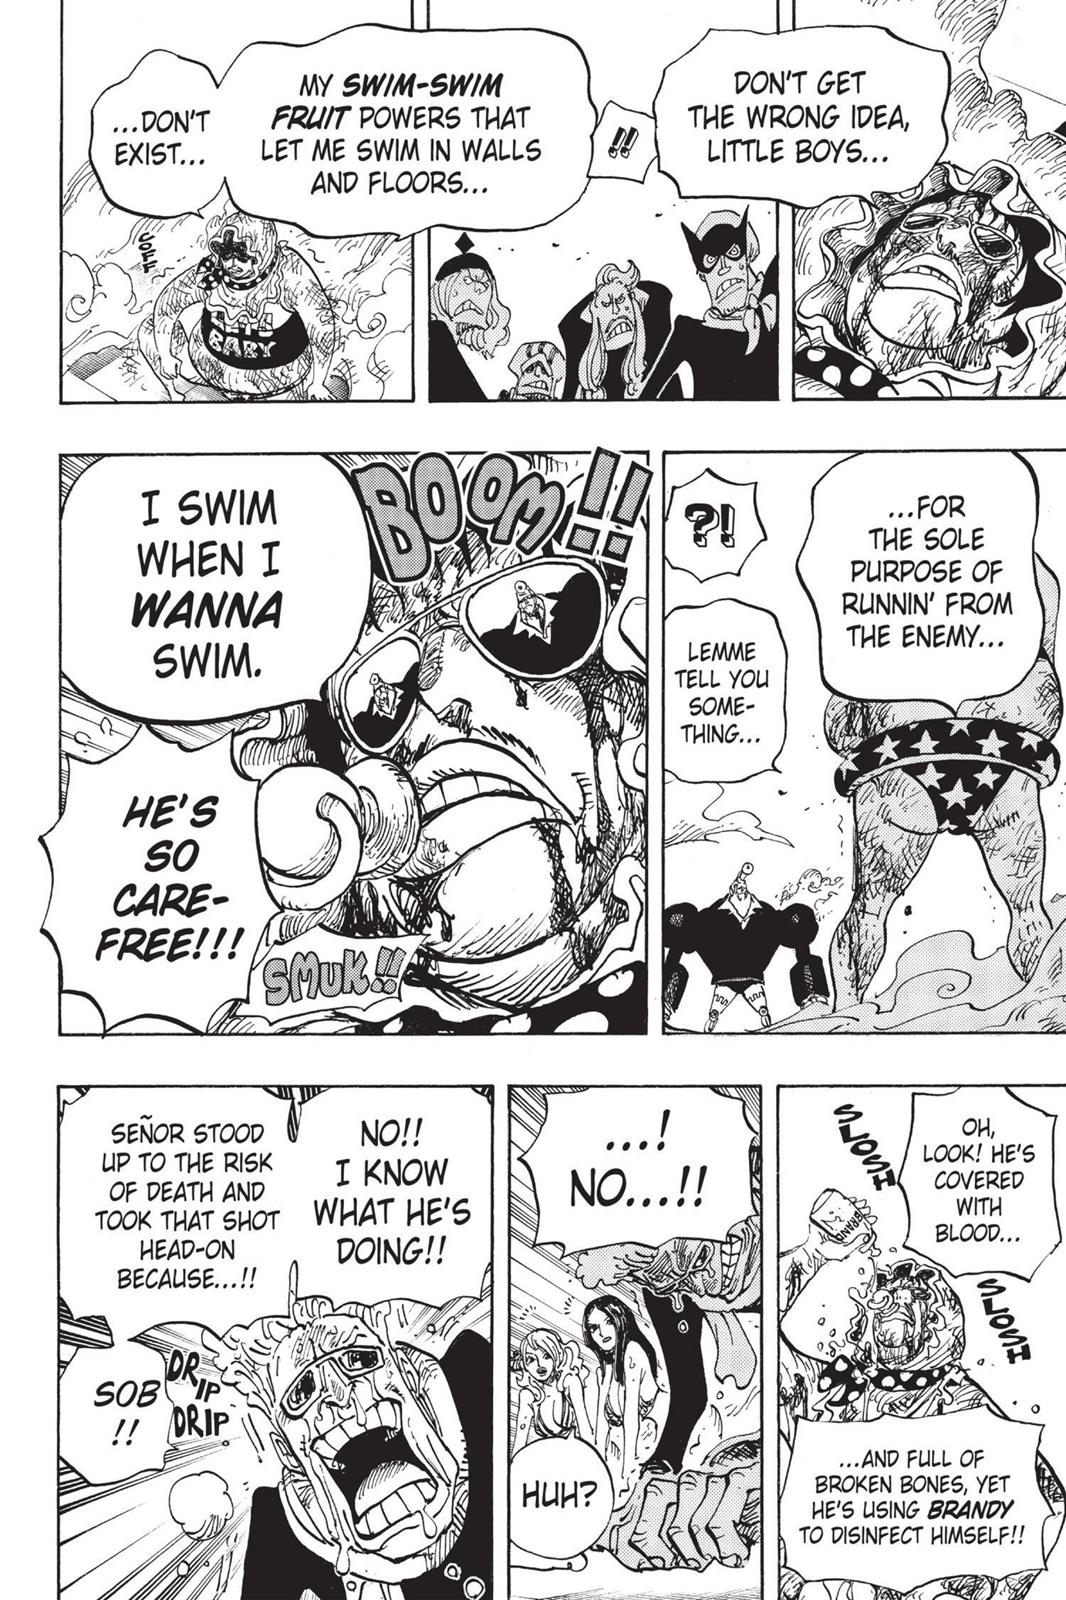 DON'T GET
THE WRONG IDEA,
LITTLE BOYS...
!!
MY SWIM-SWIM
FRUIT POWERS THAT
LET ME SWIM IN WALLS
AND FLOORS...
...DON'T
EXIST...
COFF
BABY
...FOR
THE SOLE
PURPOSE OF
RUNNIN' FROM
THE ENEMY...
?!
LEMME
TELL YOU
SOME-
THING...
BOOM!!
I SWIM
WHEN I
WANNA
SWIM.
HE'S
SO
CARE-
FREE!!!
SMUK!!
OH,
LOOK! HE'S
COVERED
WITH
BLOOD...
SLOSH
BRAND
SLOSH
...AND FULL OF
BROKEN BONES, YET
HE'S USING BRANDY
TO DISINFECT HIMSELF!!
...!
NO...!!
HUH?
NO!!
I KNOW
WHAT HE'S
DOING!!
SEÑOR STOOD
UP TO THE RISK
OF DEATH AND
TOOK THAT SHOT
HEAD-ON
BECAUSE...!!
DRIP
DRIP
SOB
!!